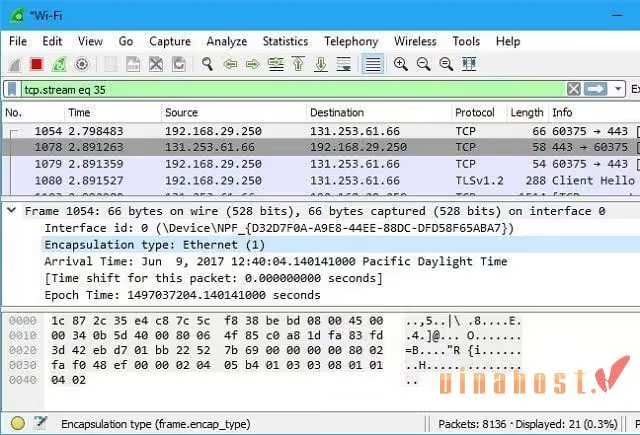 *Wi-Fi
File Edit View Go Capture Analyze Statistics Telephony Wireless Tools Help
tcp.stream eq 35
No. Time Source Destination Protocol Length Info
1054 2.798483 192.168.29.250 131.253.61.66 TCP 66 60375 → 443 [
1078 2.891263 131.253.61.66 192.168.29.250 TCP 58 443 → 60375
1079 2.891359 192.168.29.250 131.253.61.66 TCP 54 60375 → 443 [
1080 2.891527 192.168.29.250 131.253.61.66 TLSv1.2 288 Client Hello
Frame 1054: 66 bytes on wire (528 bits), 66 bytes captured (528 bits) on interface 0
Interface id: 0 (\Device\NPF_{D32D7F0A-A9E8-44EE-88DC-DFD58F65ABA7})
Encapsulation type: Ethernet (1)
Arrival Time: Jun 9, 2017 12:40:04.140141000 Pacific Daylight Time
[Time shift for this packet: 0.000000000 seconds]
Epoch Time: 1497037204.140141000 seconds
0000 1c 87 2c 35 e4 c8 7c 5c f8 38 be bd 08 00 45 00 ..,5..|\ .8....E.
0010 00 34 0b 5d 40 00 80 06 4f 85 c0 a8 1d fa 83 fd .4.]@... O.......
0020 3d 42 eb d7 01 bb 22 52 7b 69 00 00 00 00 80 02 =B...."R {i......
0030 fa f0 48 ef 00 00 02 04 05 b4 01 03 03 08 01 01 ..H..... ........
0040 04 02 ..
vinahost.
Encapsulation type (frame.encap_type) Packets: 8136 · Displayed: 21 (0.3%)